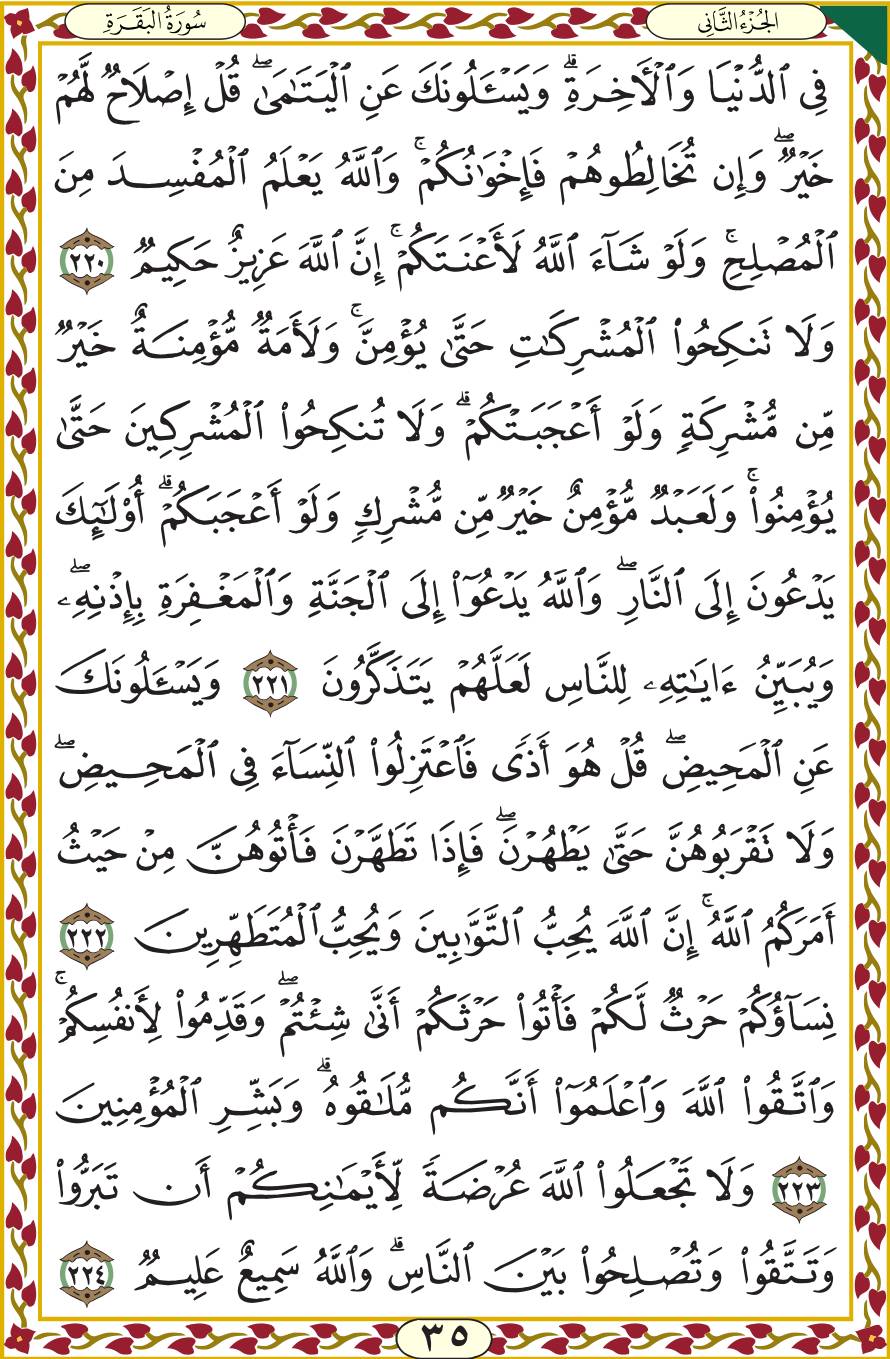 الجُزْءُ الثَّانِي
سُورَةُ البَقَرَةِ
فِي ٱلدُّنۡيَا وَٱلۡأٓخِرَةِۗ وَيَسۡـَٔلُونَكَ عَنِ ٱلۡيَتَٰمَىٰۖ قُلۡ إِصۡلَاحٞ لَّهُمۡ
خَيۡرٞۖ وَإِن تُخَالِطُوهُمۡ فَإِخۡوَٰنُكُمۡۚ وَٱللَّهُ يَعۡلَمُ ٱلۡمُفۡسِدَ مِنَ
ٱلۡمُصۡلِحِۚ وَلَوۡ شَآءَ ٱللَّهُ لَأَعۡنَتَكُمۡۚ إِنَّ ٱللَّهَ عَزِيزٌ حَكِيمٞ ٢٢٠
وَلَا تَنكِحُواْ ٱلۡمُشۡرِكَٰتِ حَتَّىٰ يُؤۡمِنَّۚ وَلَأَمَةٞ مُّؤۡمِنَةٌ خَيۡرٞ
مِّن مُّشۡرِكَةٖ وَلَوۡ أَعۡجَبَتۡكُمۡۗ وَلَا تُنكِحُواْ ٱلۡمُشۡرِكِينَ حَتَّىٰ
يُؤۡمِنُواْۚ وَلَعَبۡدٞ مُّؤۡمِنٌ خَيۡرٞ مِّن مُّشۡرِكٖ وَلَوۡ أَعۡجَبَكُمۡۗ أُوْلَٰٓئِكَ
يَدۡعُونَ إِلَى ٱلنَّارِۖ وَٱللَّهُ يَدۡعُوٓاْ إِلَى ٱلۡجَنَّةِ وَٱلۡمَغۡفِرَةِ بِإِذۡنِهِۦۖ
وَيُبَيِّنُ ءَايَٰتِهِۦ لِلنَّاسِ لَعَلَّهُمۡ يَتَذَكَّرُونَ ٢٢١ وَيَسۡـَٔلُونَكَ
عَنِ ٱلۡمَحِيضِۖ قُلۡ هُوَ أَذٗى فَٱعۡتَزِلُواْ ٱلنِّسَآءَ فِي ٱلۡمَحِيضِۖ
وَلَا تَقۡرَبُوهُنَّ حَتَّىٰ يَطۡهُرۡنَۖ فَإِذَا تَطَهَّرۡنَ فَأۡتُوهُنَّ مِنۡ حَيۡثُ
أَمَرَكُمُ ٱللَّهُۚ إِنَّ ٱللَّهَ يُحِبُّ ٱلتَّوَّٰبِينَ وَيُحِبُّ ٱلۡمُتَطَهِّرِينَ ٢٢٢
نِسَآؤُكُمۡ حَرۡثٞ لَّكُمۡ فَأۡتُواْ حَرۡثَكُمۡ أَنَّىٰ شِئۡتُمۡۖ وَقَدِّمُواْ لِأَنفُسِكُمۡۚ
وَٱتَّقُواْ ٱللَّهَ وَٱعۡلَمُوٓاْ أَنَّكُم مُّلَٰقُوهُۗ وَبَشِّرِ ٱلۡمُؤۡمِنِينَ
٢٢٣ وَلَا تَجۡعَلُواْ ٱللَّهَ عُرۡضَةٗ لِّأَيۡمَٰنِكُمۡ أَن تَبَرُّواْ
وَتَتَّقُواْ وَتُصۡلِحُواْ بَيۡنَ ٱلنَّاسِۗ وَٱللَّهُ سَمِيعٌ عَلِيمٞ ٢٢٤
٣٥